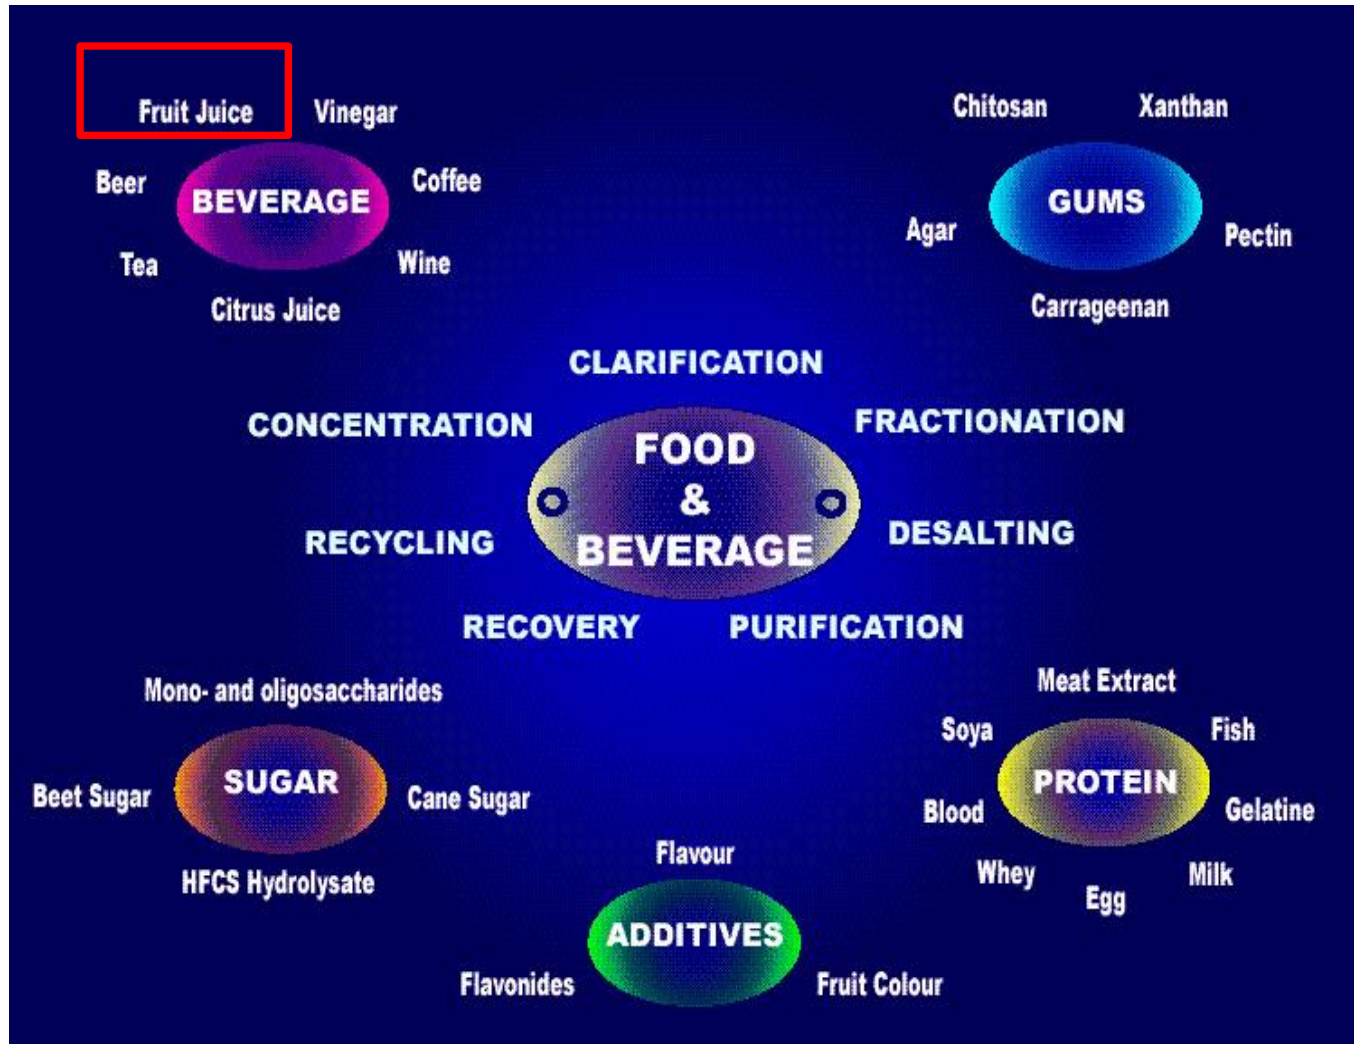 Fruit Juice
Vinegar
Beer
BEVERAGE
Coffee
Tea
Wine
Citrus Juice
Chitosan
Xanthan
GUMS
Agar
Pectin
Carrageenan
CLARIFICATION
CONCENTRATION
FRACTIONATION
FOOD
&
BEVERAGE
RECYCLING
DESALTING
RECOVERY
PURIFICATION
Mono- and oligosaccharides
SUGAR
Beet Sugar
Cane Sugar
HFCS Hydrolysate
Flavour
ADDITIVES
Flavonides
Fruit Colour
Meat Extract
Soya
Fish
PROTEIN
Blood
Gelatine
Whey
Egg
Milk